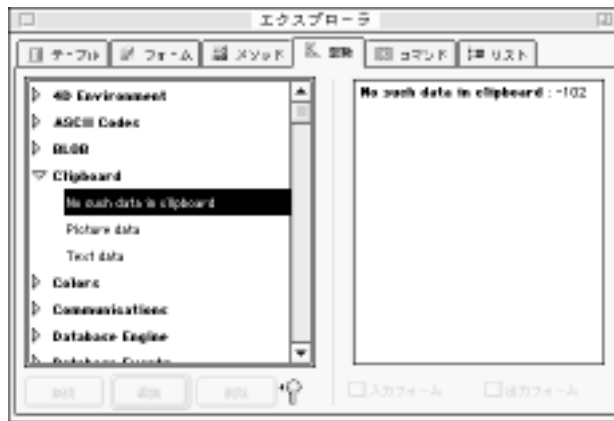 エクスプローラ
テーブル フォーム メソッド 定数 コマンド リスト
4D Environment
ASCII Codes
BLOB
Clipboard
No such data in clipboard
Picture data
Text data
Colors
Communications
Database Engine
Database Events
No such data in clipboard : -102
入力フォーム 出力フォーム